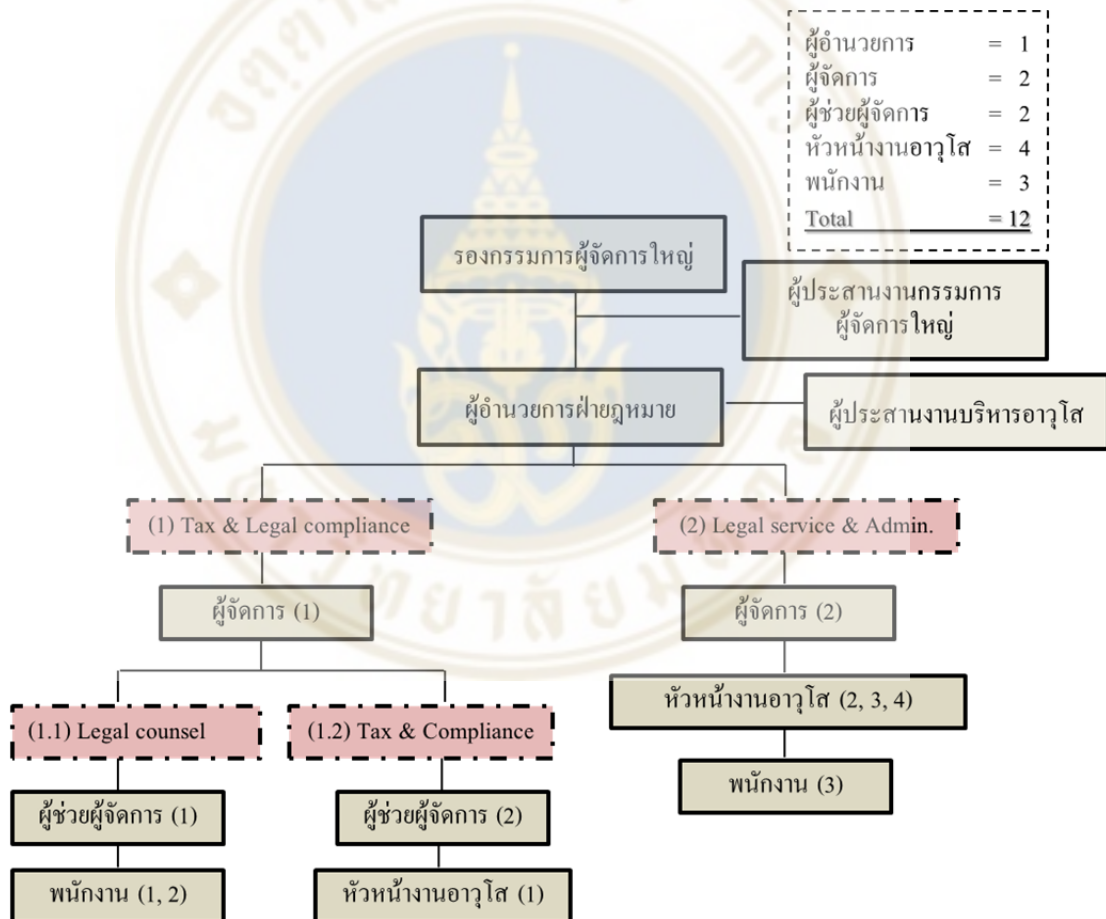 ผู้อำนวยการ = 1
ผู้จัดการ = 2
ผู้ช่วยผู้จัดการ = 2
หัวหน้างานอาวุโส = 4
พนักงาน = 3
Total = 12
รองกรรมการผู้จัดการใหญ่
ผู้ประสานงานกรรมการ
ผู้จัดการใหญ่
ผู้อำนวยการฝ่ายกฎหมาย
ผู้ประสานงานบริหารอาวุโส
(1) Tax & Legal compliance
(2) Legal service & Admin.
ผู้จัดการ (1)
ผู้จัดการ (2)
หัวหน้างานอาวุโส (2, 3, 4)
(1.1) Legal counsel
(1.2) Tax & Compliance
พนักงาน (3)
ผู้ช่วยผู้จัดการ (1)
ผู้ช่วยผู้จัดการ (2)
พนักงาน (1, 2)
หัวหน้างานอาวุโส (1)